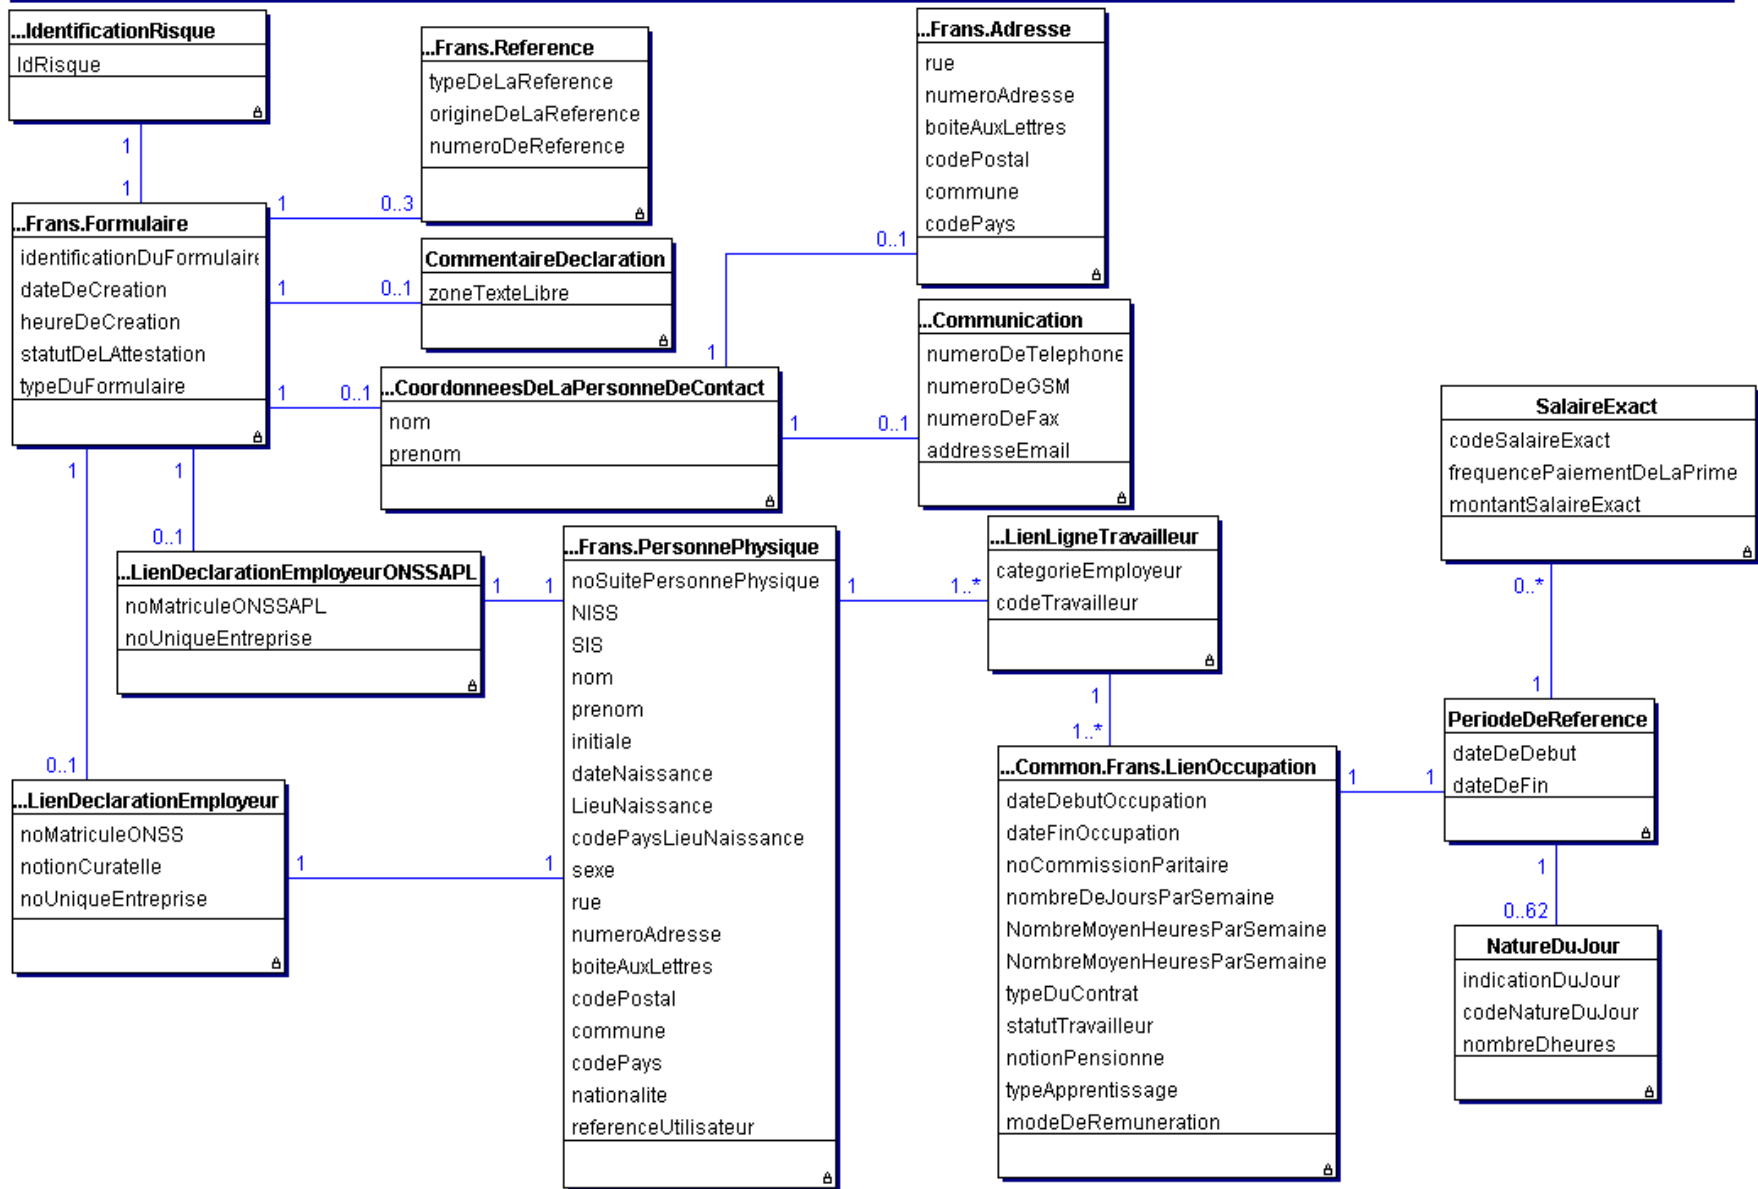 ...IdentificationRisque
IdRisque
1
1
...Frans.Formulaire
identificationDuFormulaire
dateDeCreation
heureDeCreation
statutDeLAttestation
typeDuFormulaire
1
0..3
...Frans.Reference
typeDeLaReference
origineDeLaReference
numeroDeReference
1
0..1
CommentaireDeclaration
zoneTexteLibre
1
0..1
...CoordonneesDeLaPersonneDeContact
nom
prenom
1
0..1
...Frans.Adresse
rue
numeroAdresse
boiteAuxLettres
codePostal
commune
codePays
1
0..1
...Communication
numeroDeTelephone
numeroDeGSM
numeroDeFax
addresseEmail
1
0..1
...LienDeclarationEmployeurONSSAPL
noMatriculeONSSAPL
noUniqueEntreprise
1
1
1
0..1
...LienDeclarationEmployeur
noMatriculeONSS
notionCuratelle
noUniqueEntreprise
1
1
...Frans.PersonnePhysique
noSuitePersonnePhysique
NISS
SIS
nom
prenom
initiale
dateNaissance
LieuNaissance
codePaysLieuNaissance
sexe
rue
numeroAdresse
boiteAuxLettres
codePostal
commune
codePays
nationalite
referenceUtilisateur
1
1..*
...LienLigneTravailleur
categorieEmployeur
codeTravailleur
1
1..*
...Common.Frans.LienOccupation
dateDebutOccupation
dateFinOccupation
noCommissionParitaire
nombreDeJoursParSemaine
NombreMoyenHeuresParSemaine
NombreMoyenHeuresParSemaine
typeDuContrat
statutTravailleur
notionPensionne
typeApprentissage
modeDeRemuneration
1
1
SalaireExact
codeSalaireExact
frequencePaiementDeLaPrime
montantSalaireExact
0..*
1
PeriodeDeReference
dateDeDebut
dateDeFin
1
0..62
NatureDuJour
indicationDuJour
codeNatureDuJour
nombreDheures